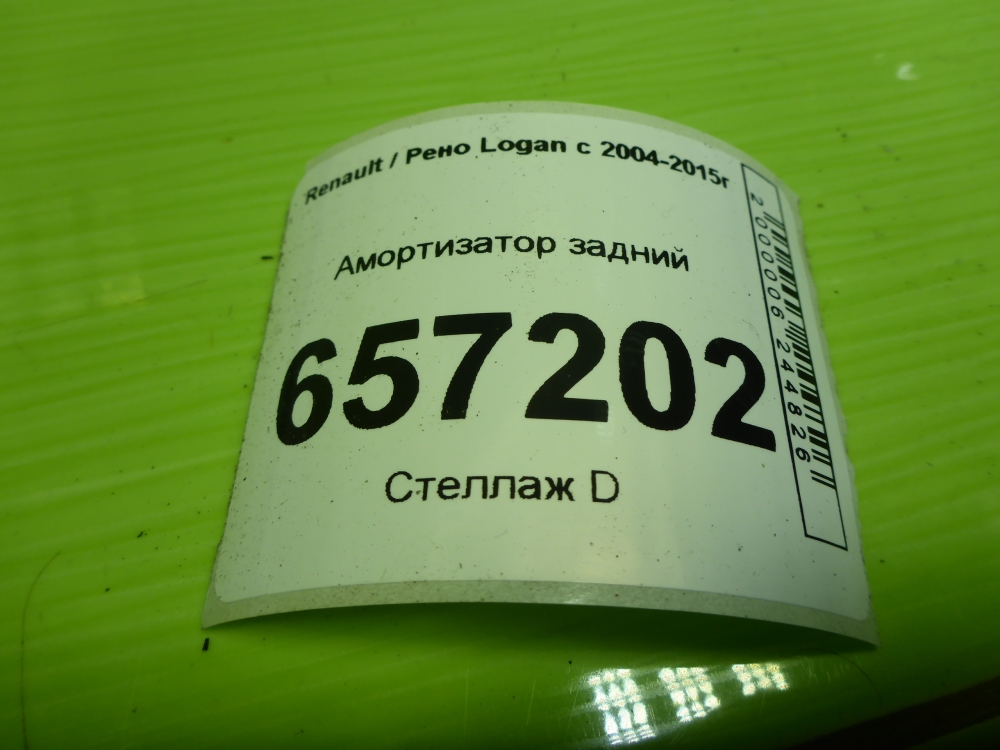 Renault / Рено Logan с 2004-2015г
Амортизатор задний
657202
Стеллаж D
2000006244826